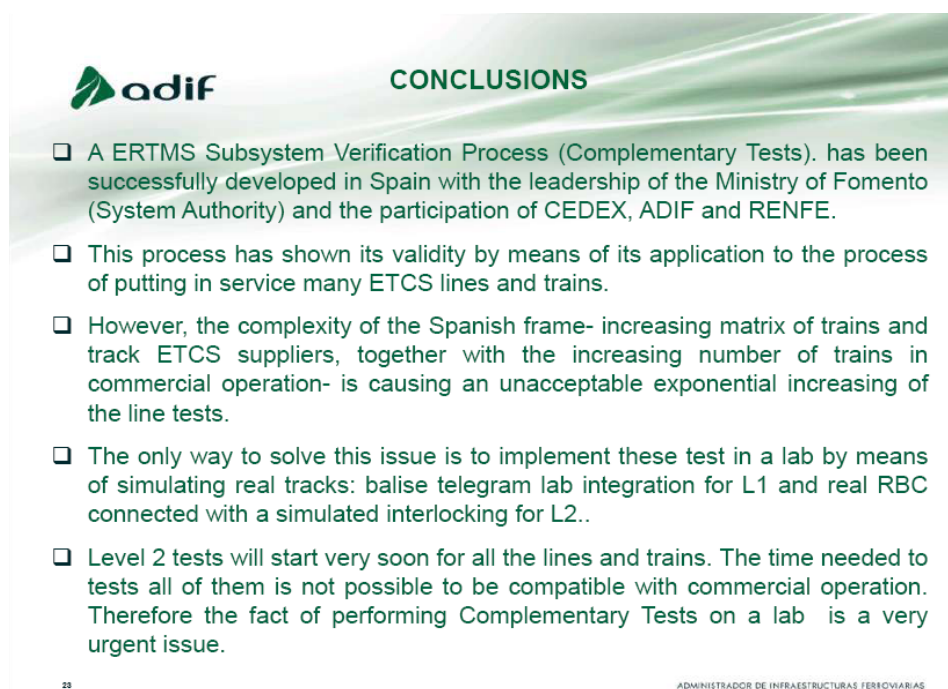 adif
CONCLUSIONS
❑ A ERTMS Subsystem Verification Process (Complementary Tests). has been
successfully developed in Spain with the leadership of the Ministry of Fomento
(System Authority) and the participation of CEDEX, ADIF and RENFE.
❑ This process has shown its validity by means of its application to the process
of putting in service many ETCS lines and trains.
❑ However, the complexity of the Spanish frame- increasing matrix of trains and
track ETCS suppliers, together with the increasing number of trains in
commercial operation- is causing an unacceptable exponential increasing of
the line tests.
❑ The only way to solve this issue is to implement these test in a lab by means
of simulating real tracks: balise telegram lab integration for L1 and real RBC
connected with a simulated interlocking for L2..
❑ Level 2 tests will start very soon for all the lines and trains. The time needed to
tests all of them is not possible to be compatible with commercial operation.
Therefore the fact of performing Complementary Tests on a lab is a very
urgent issue.
23
ADMINISTRADOR DE INFRAESTRUCTURAS FERROVIARIAS